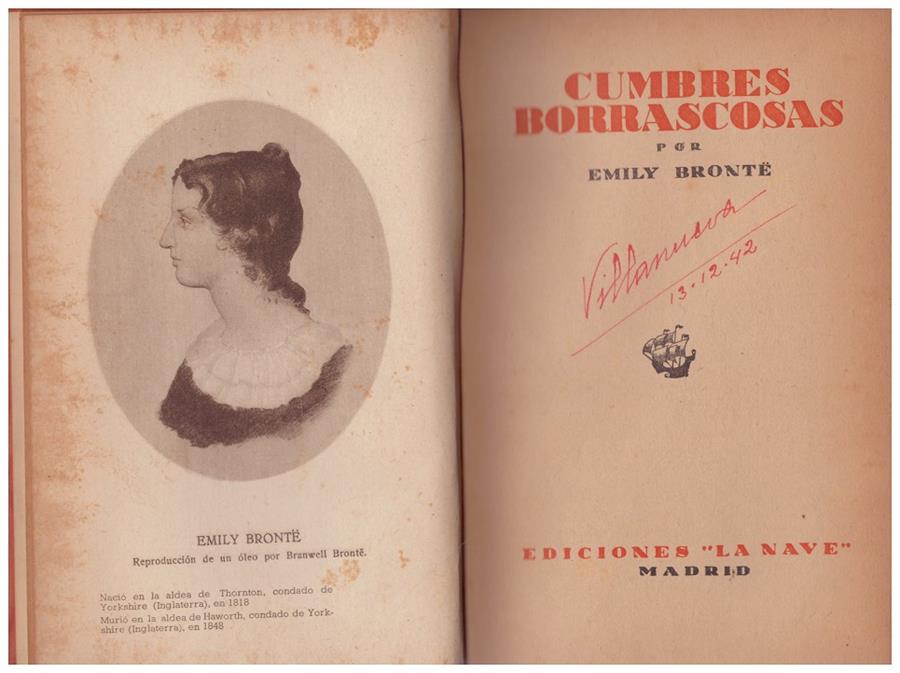 EMILY BRONTË
Reproducción de un óleo por Branwell Brontë.
Nació en la aldea de Thornton, condado de
Yorkshire (Inglaterra), en 1818
Murió en la aldea de Haworth, condado de York-
shire (Inglaterra), en 1848
CUMBRES
BORRASCOSAS
POR
EMILY BRONTË
Villanueva
13-12-42
EDICIONES "LA NAVE"
MADRID